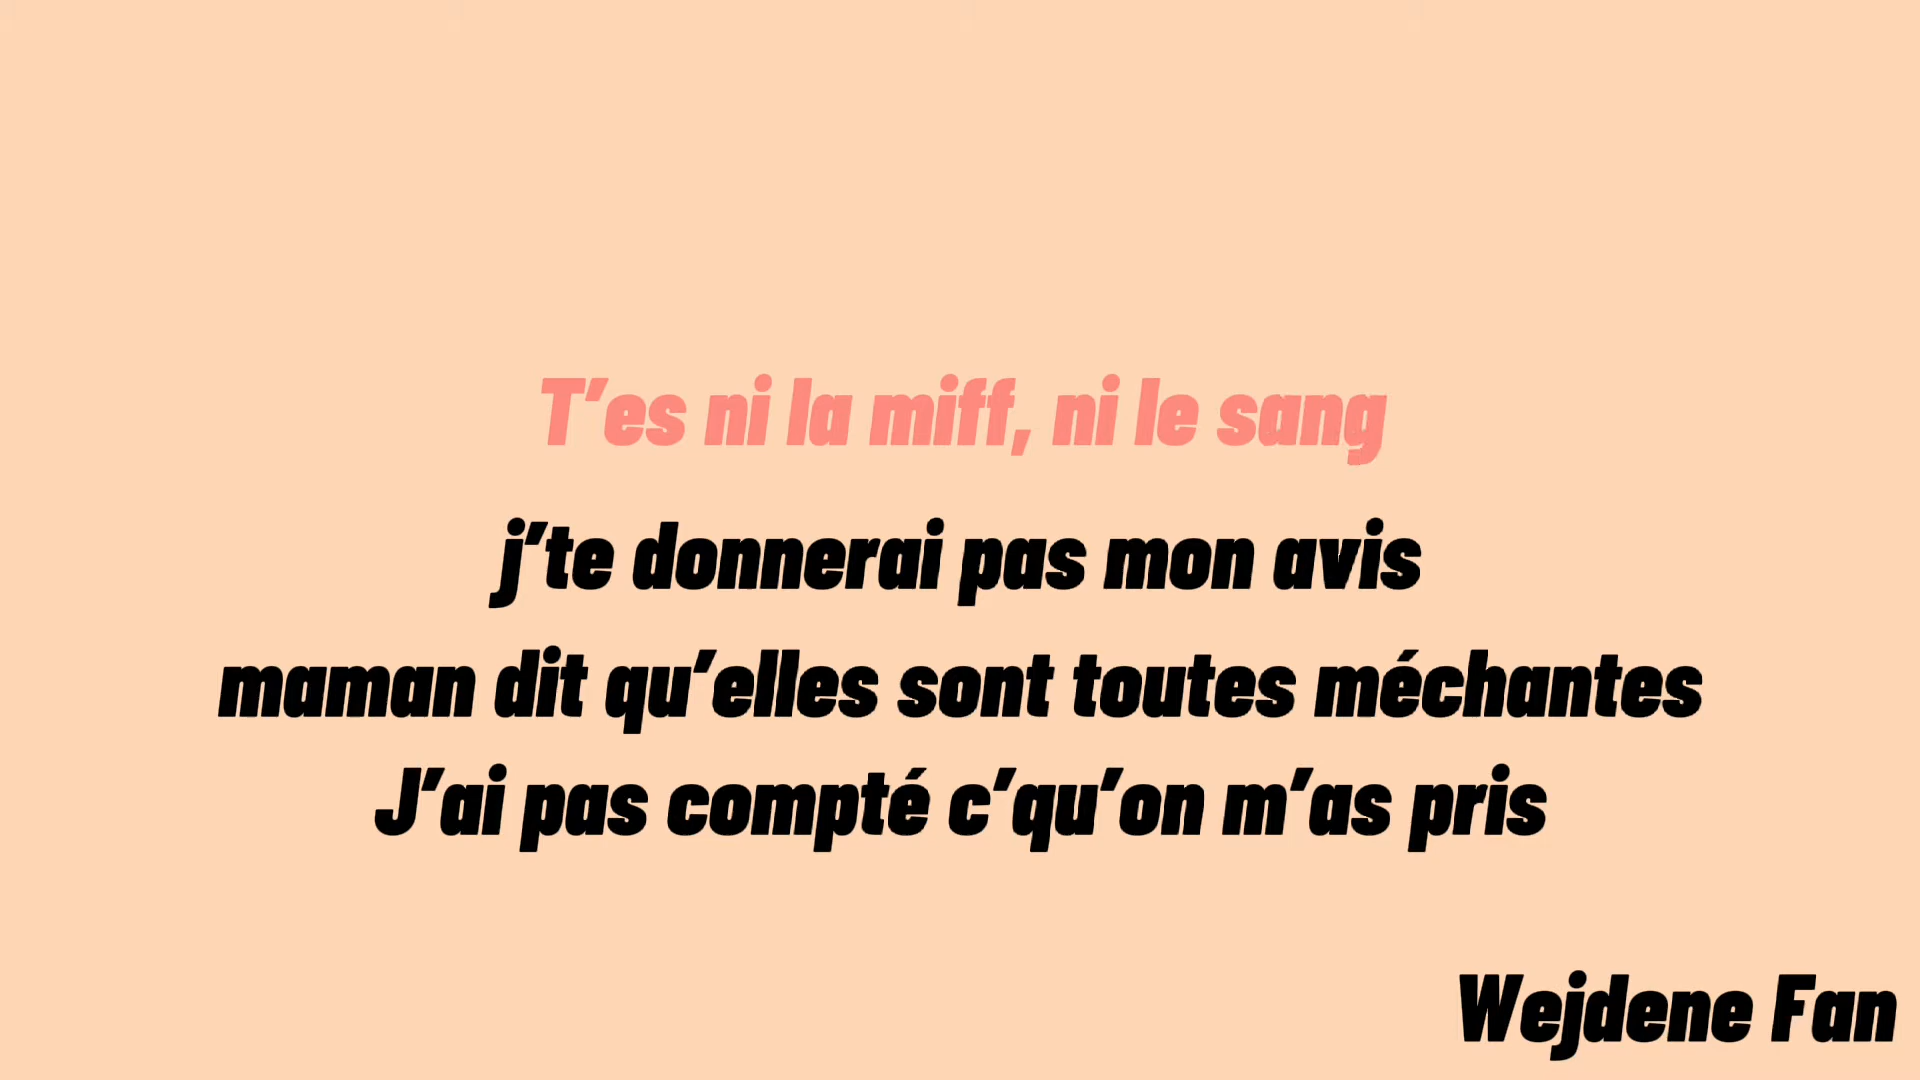 T’es ni la miff, ni le sang
j’te donnerai pas mon avis
maman dit qu’elles sont toutes méchantes
J’ai pas compté c’qu’on m’as pris
Wejdene Fan